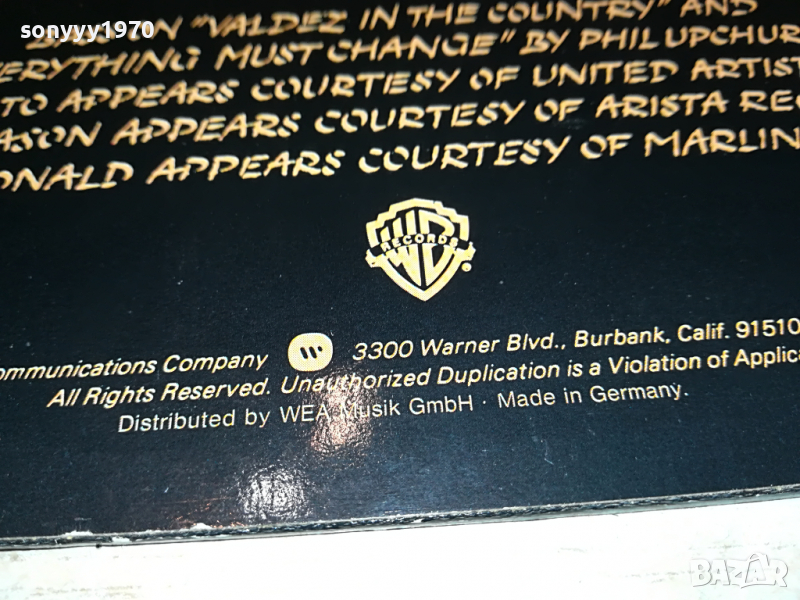 sonyyy1970
"VALDEZ IN THE COUNTRY" AND
MUST CHANGE" BY PHIL UPCHUR
APPEARS COURTESY OF UNITED ARTIST
ASON APPEARS COURTESY OF ARISTA RE
ONALD APPEARS COURTESY OF MARLIN
WB
RECORDS
®
ommunications Company 3300 Warner Blvd., Burbank, Calif. 91510
All Rights Reserved. Unauthorized Duplication is a Violation of Applica
Distributed by WEA Musik GmbH · Made in Germany.
BAZAR